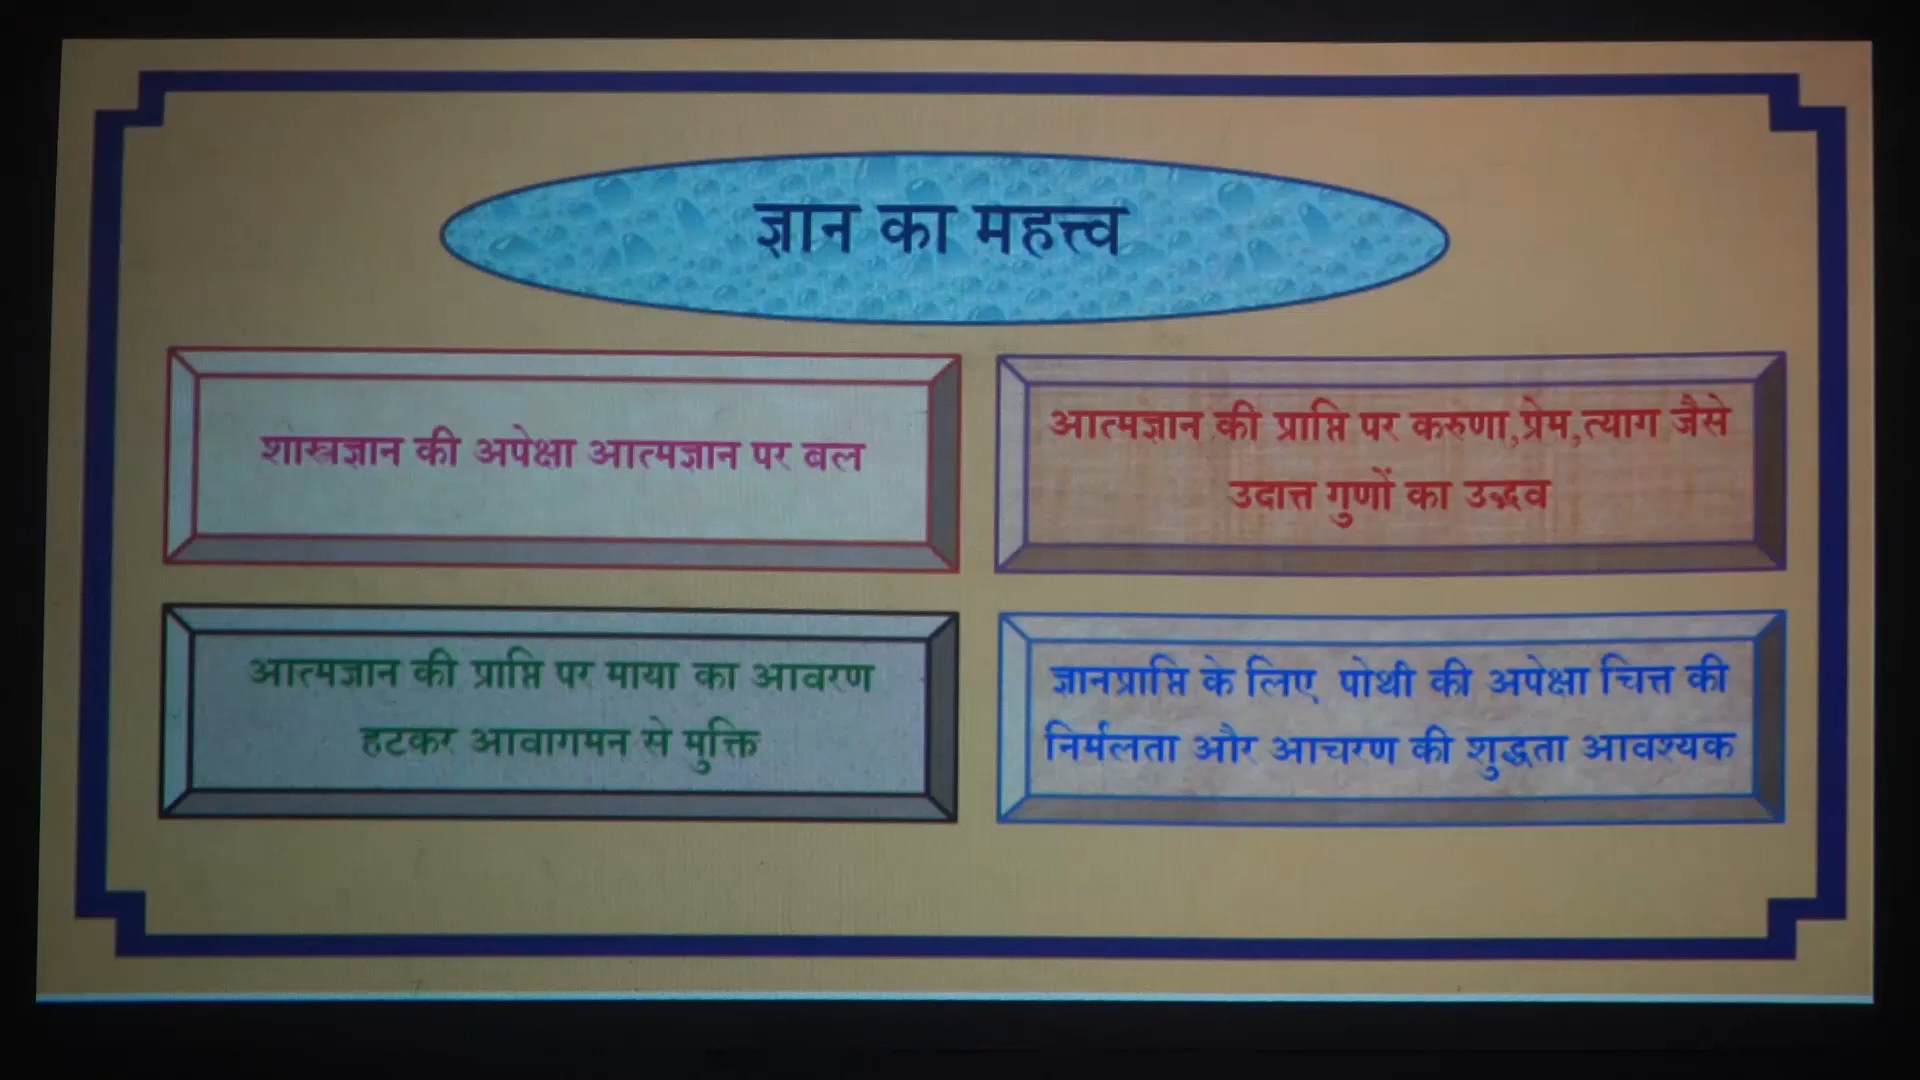 ज्ञान का महत्त्व
शास्त्रज्ञान की अपेक्षा आत्मज्ञान पर बल
आत्मज्ञान की प्राप्ति पर करुणा,प्रेम,त्याग जैसे
उदात्त गुणों का उद्भव
आत्मज्ञान की प्राप्ति पर माया का आवरण
हटकर आवागमन से मुक्ति
ज्ञानप्राप्ति के लिए पोथी की अपेक्षा चित्त की
निर्मलता और आचरण की शुद्धता आवश्यक